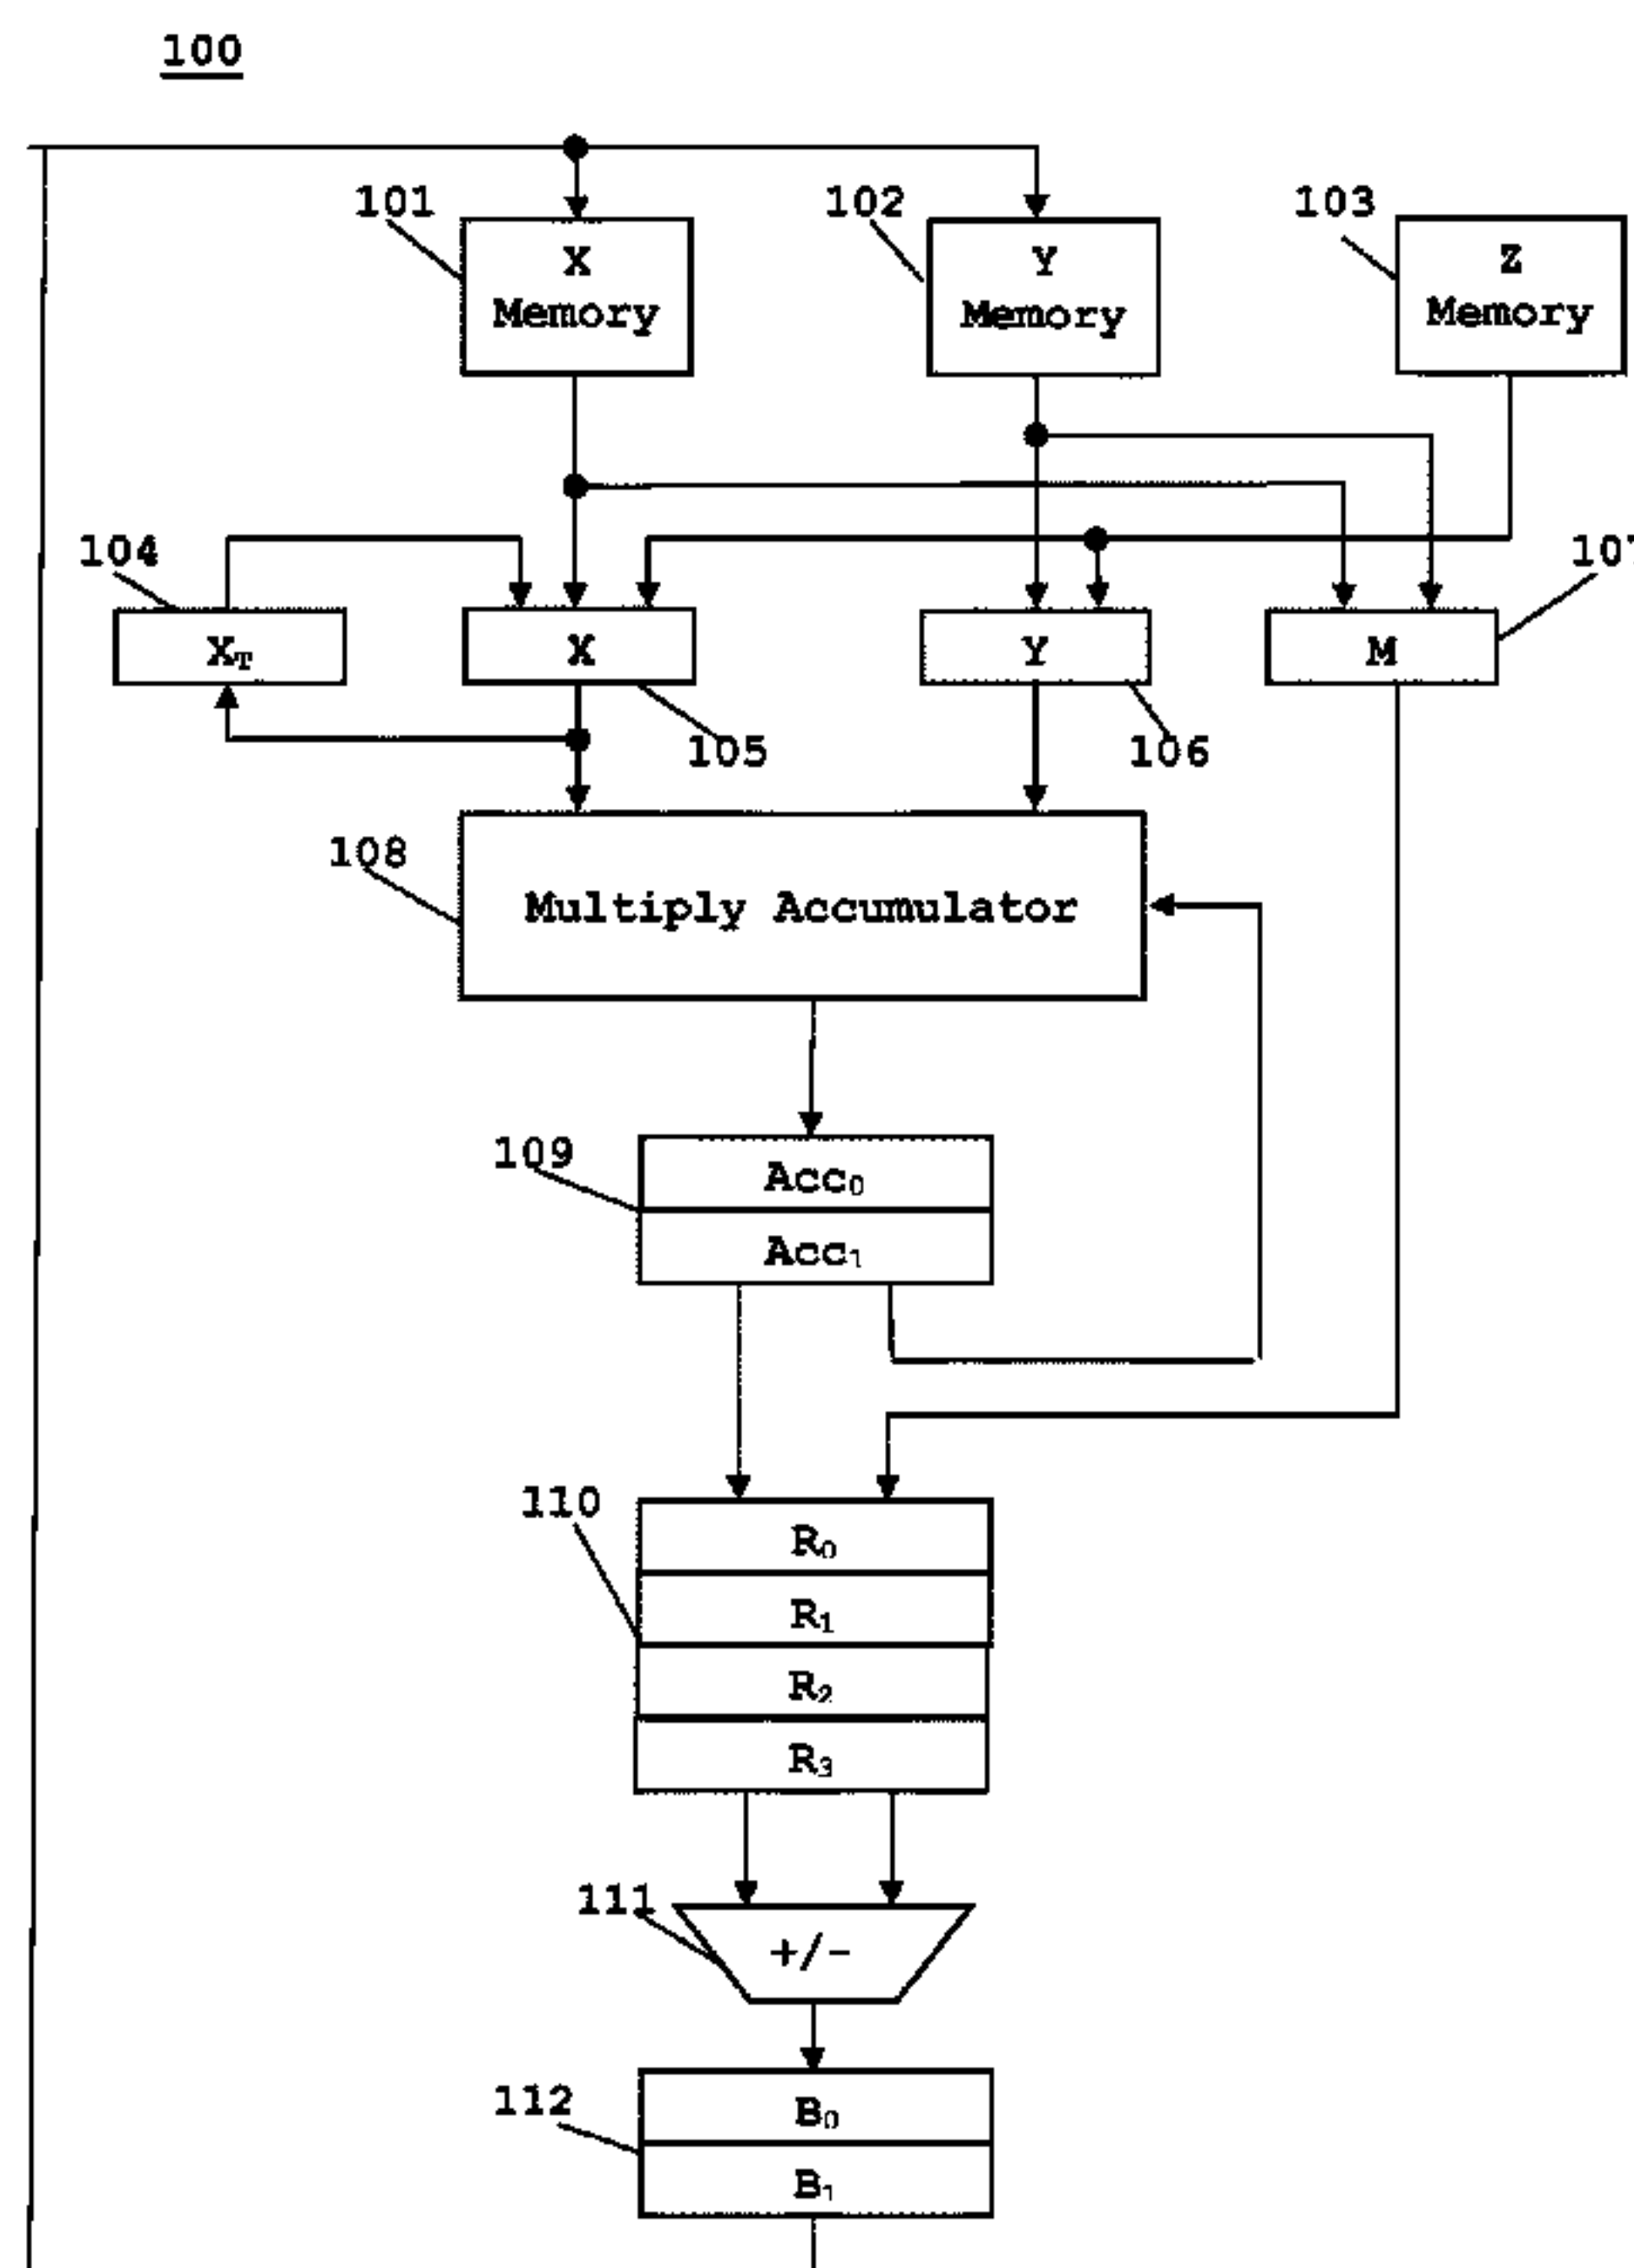 100
101
102
103
X
Memory
Y
Memory
Z
Memory
104
X_T
X
Y
M
105
106
108
Multiply Accumulator
109
Acc₀
Acc₁
110
R₀
R₁
R₂
R₃
111
+/-
112
B₀
B₁